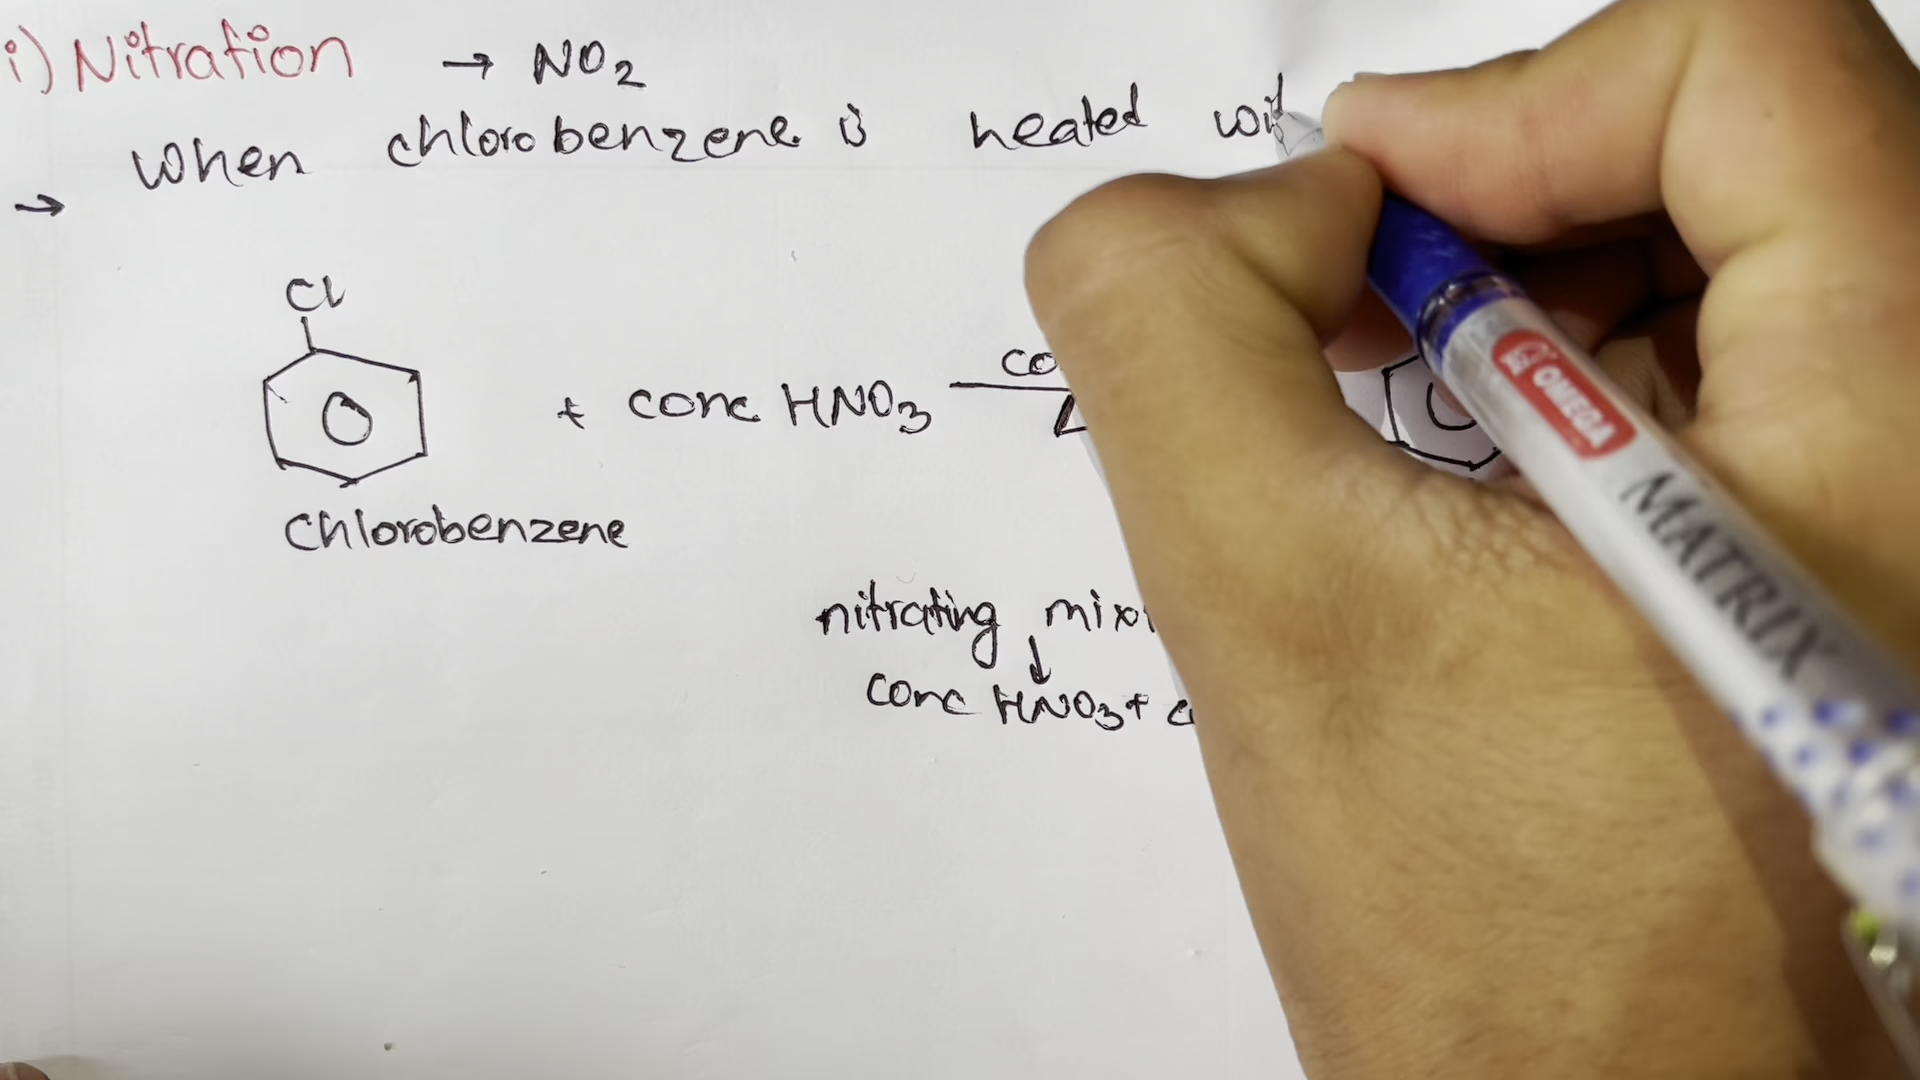 i) Nitration → NO2
→ When chlorobenzene is heated
Cl
+ conc HNO3
Chlorobenzene
nitrating
conc HNO3 +
OMEGA
MATRIX